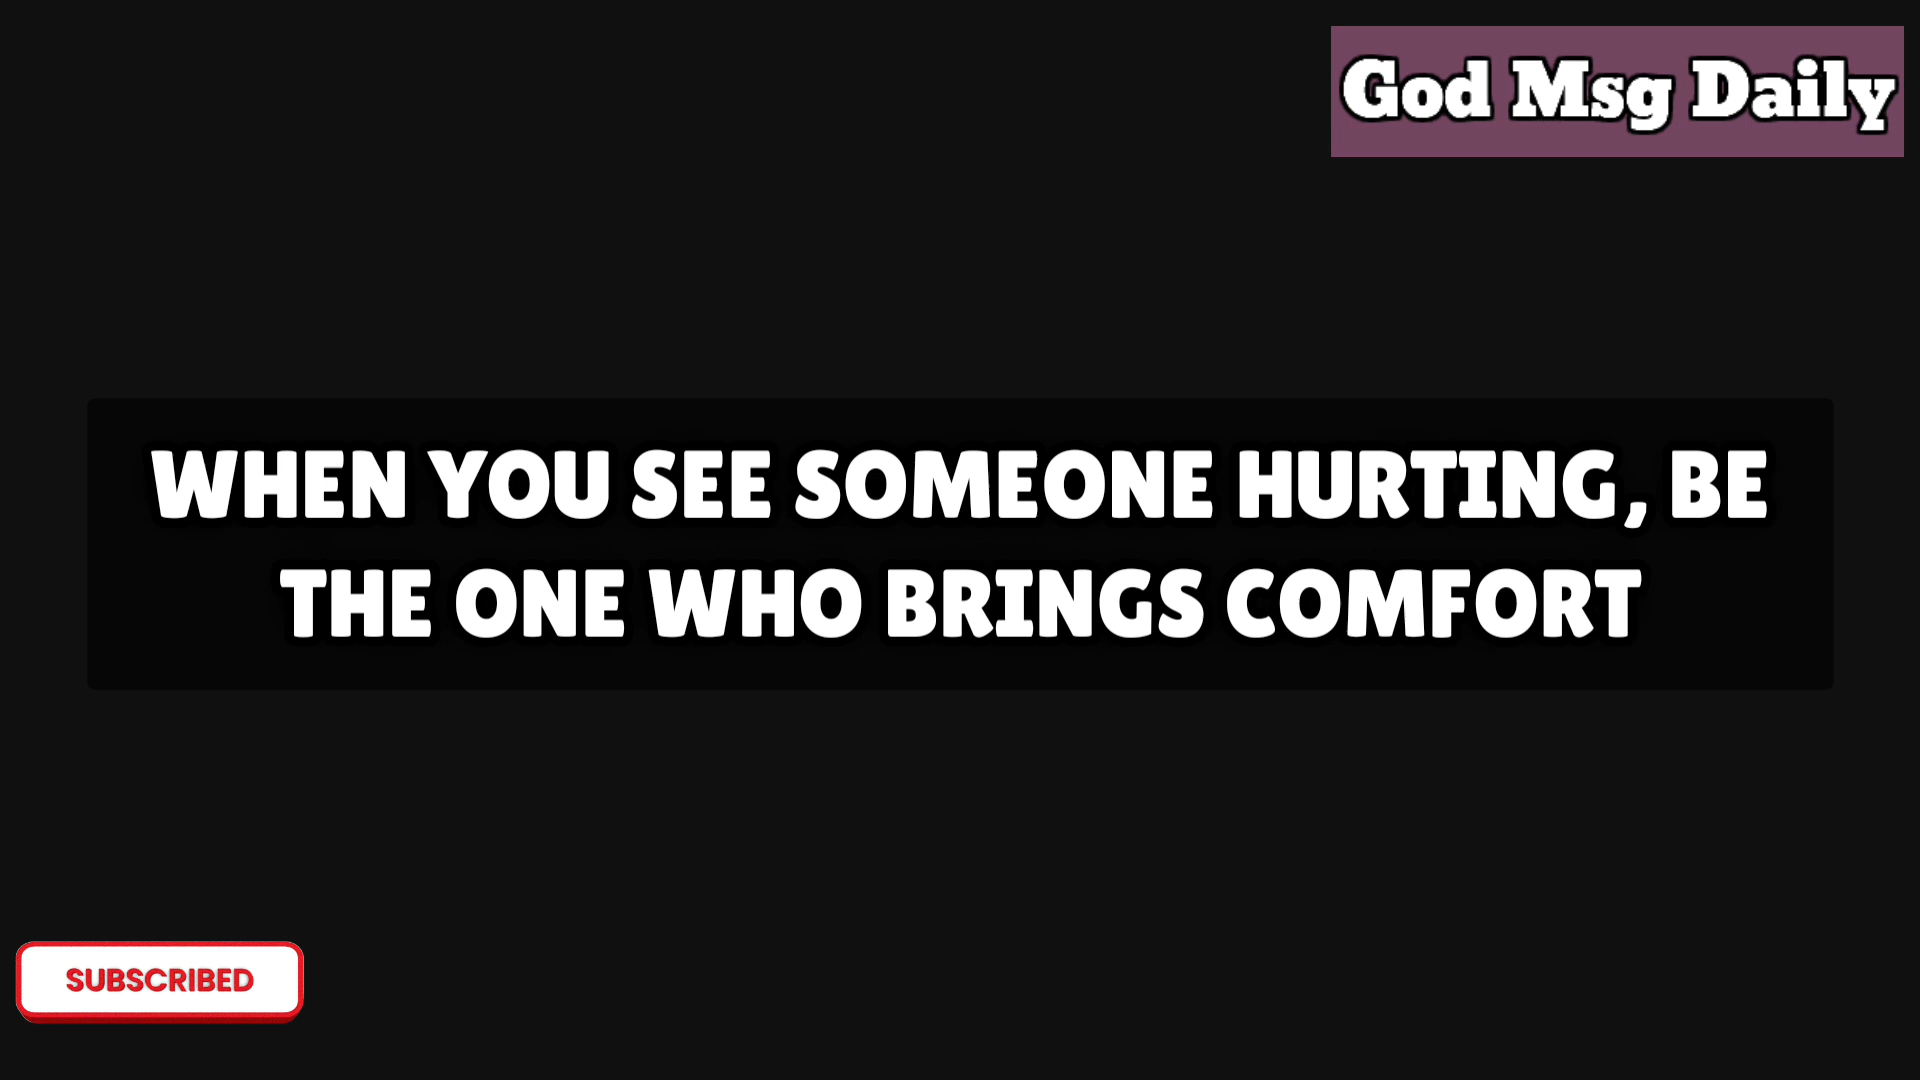 God Msg Daily
WHEN YOU SEE SOMEONE HURTING, BE
THE ONE WHO BRINGS COMFORT
SUBSCRIBED